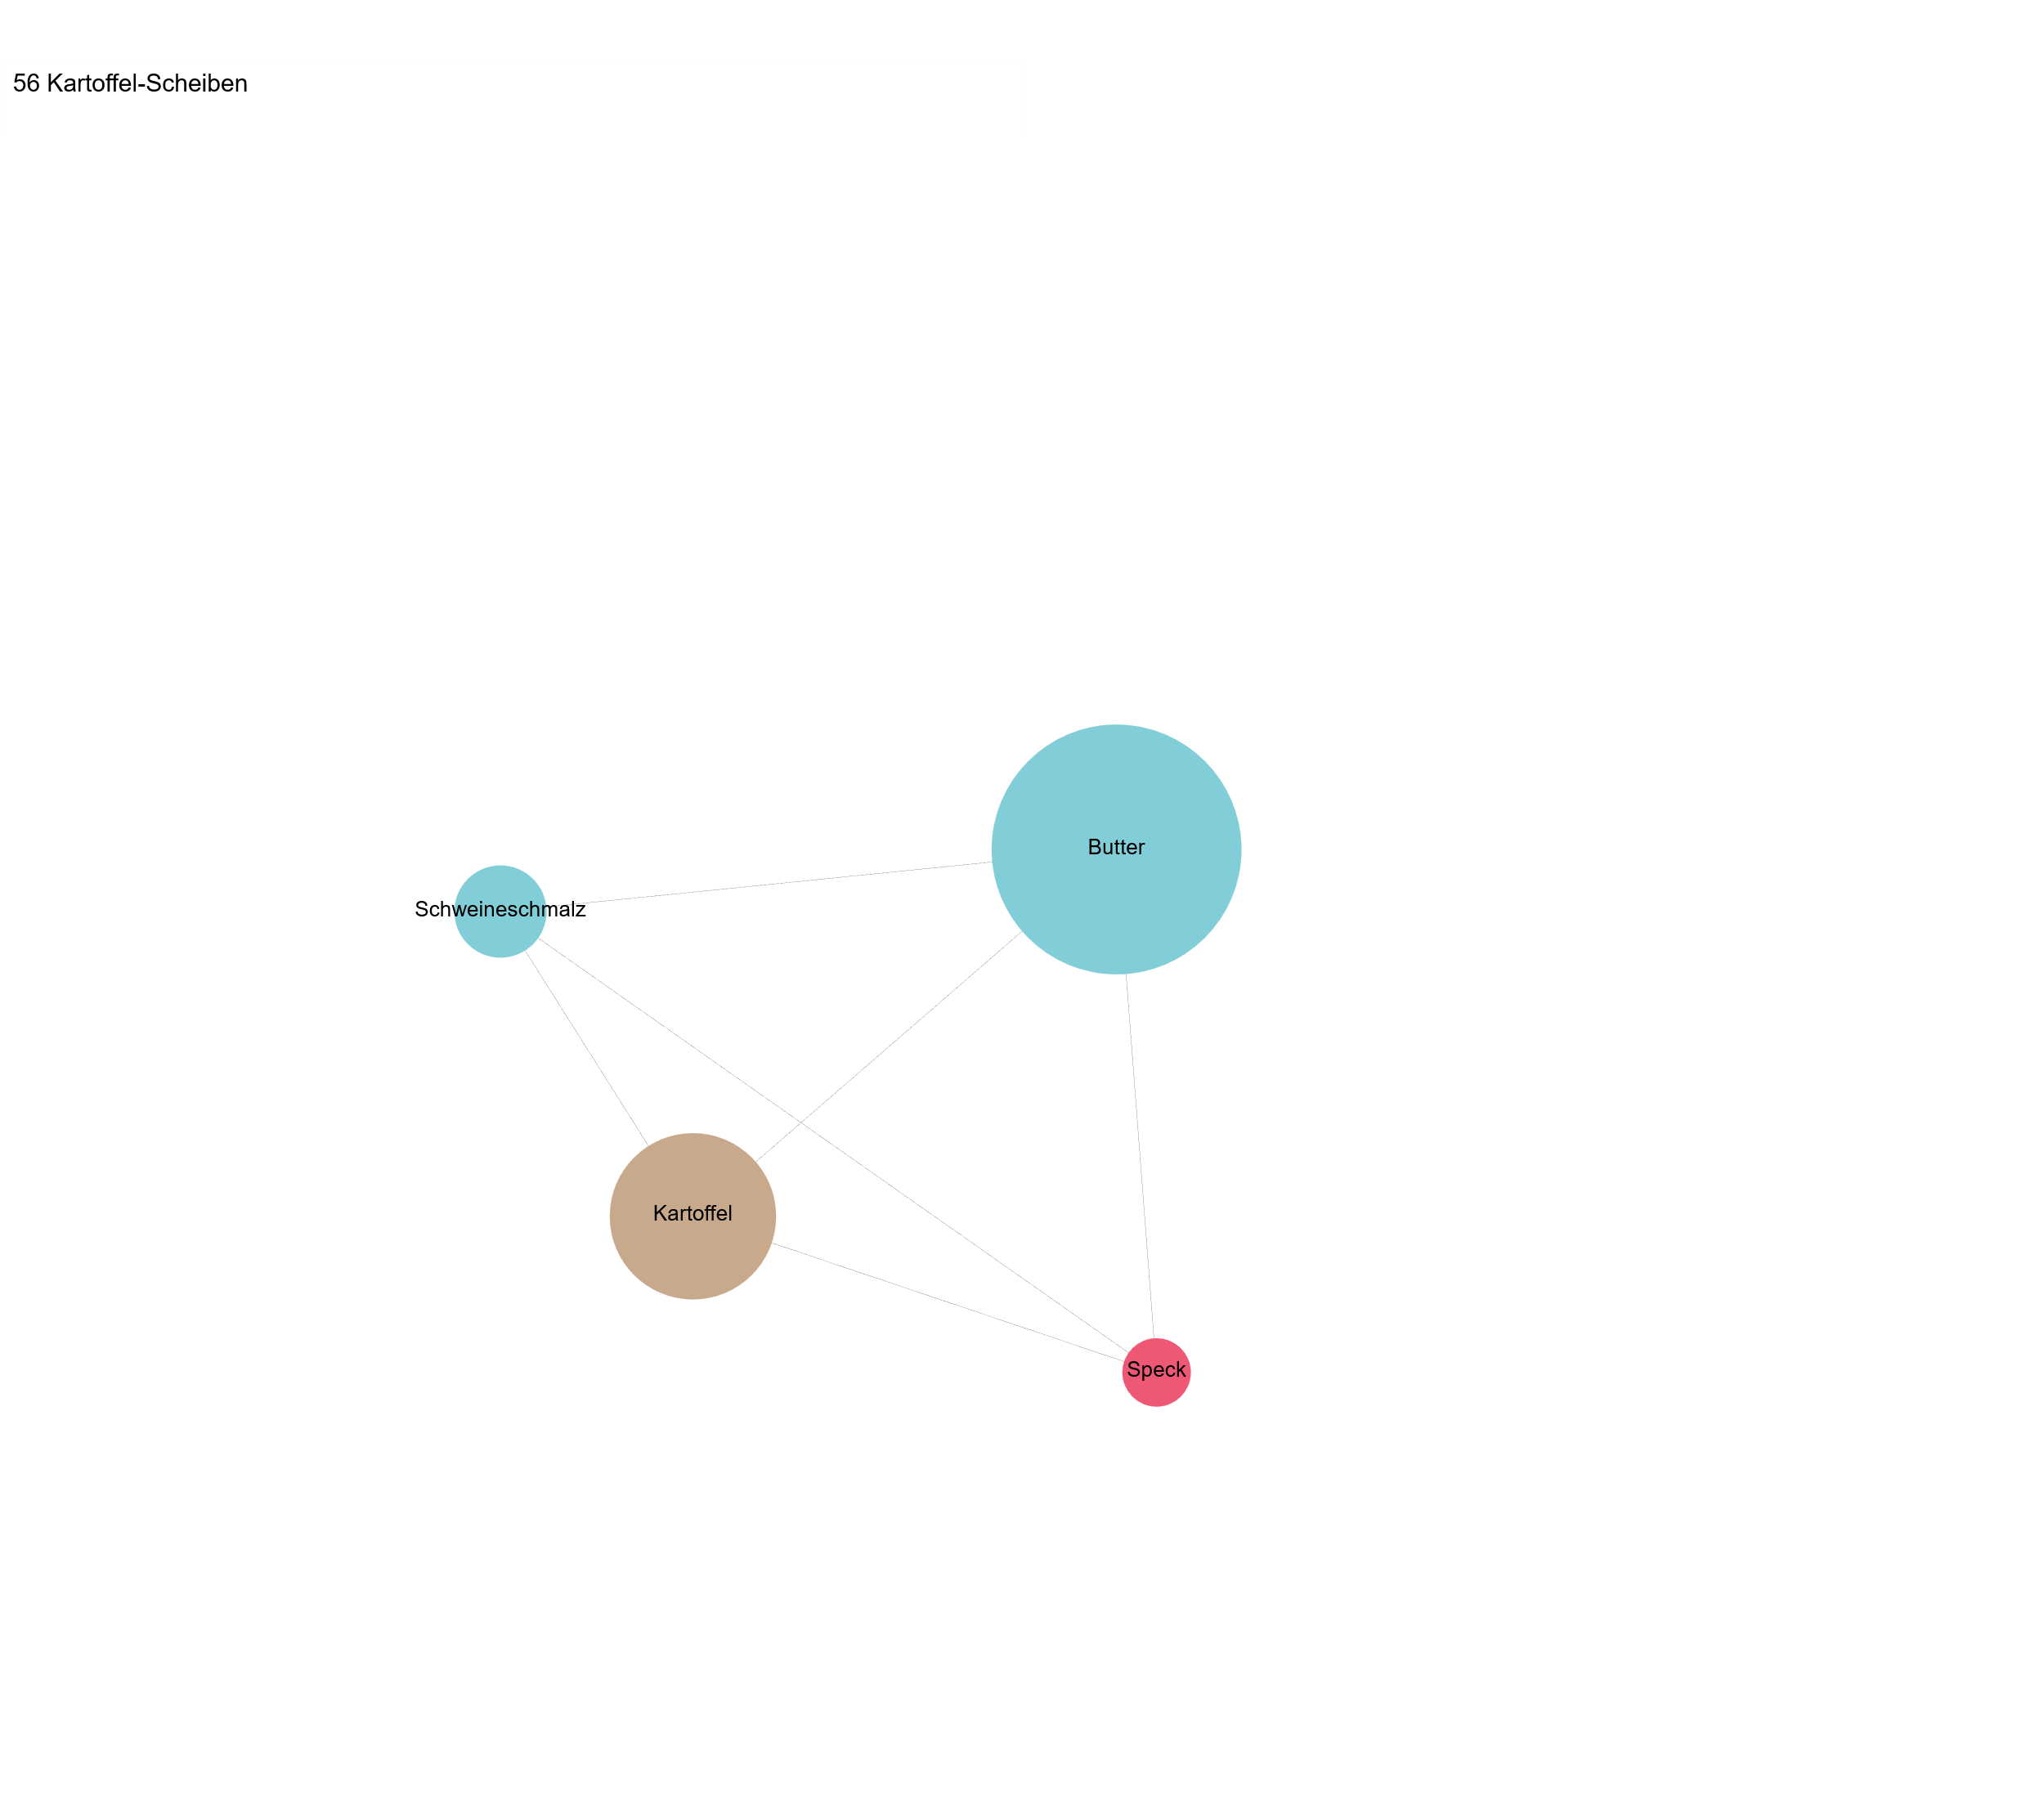 56 Kartoffel-Scheiben
Butter
Schweineschmalz
Kartoffel
Speck